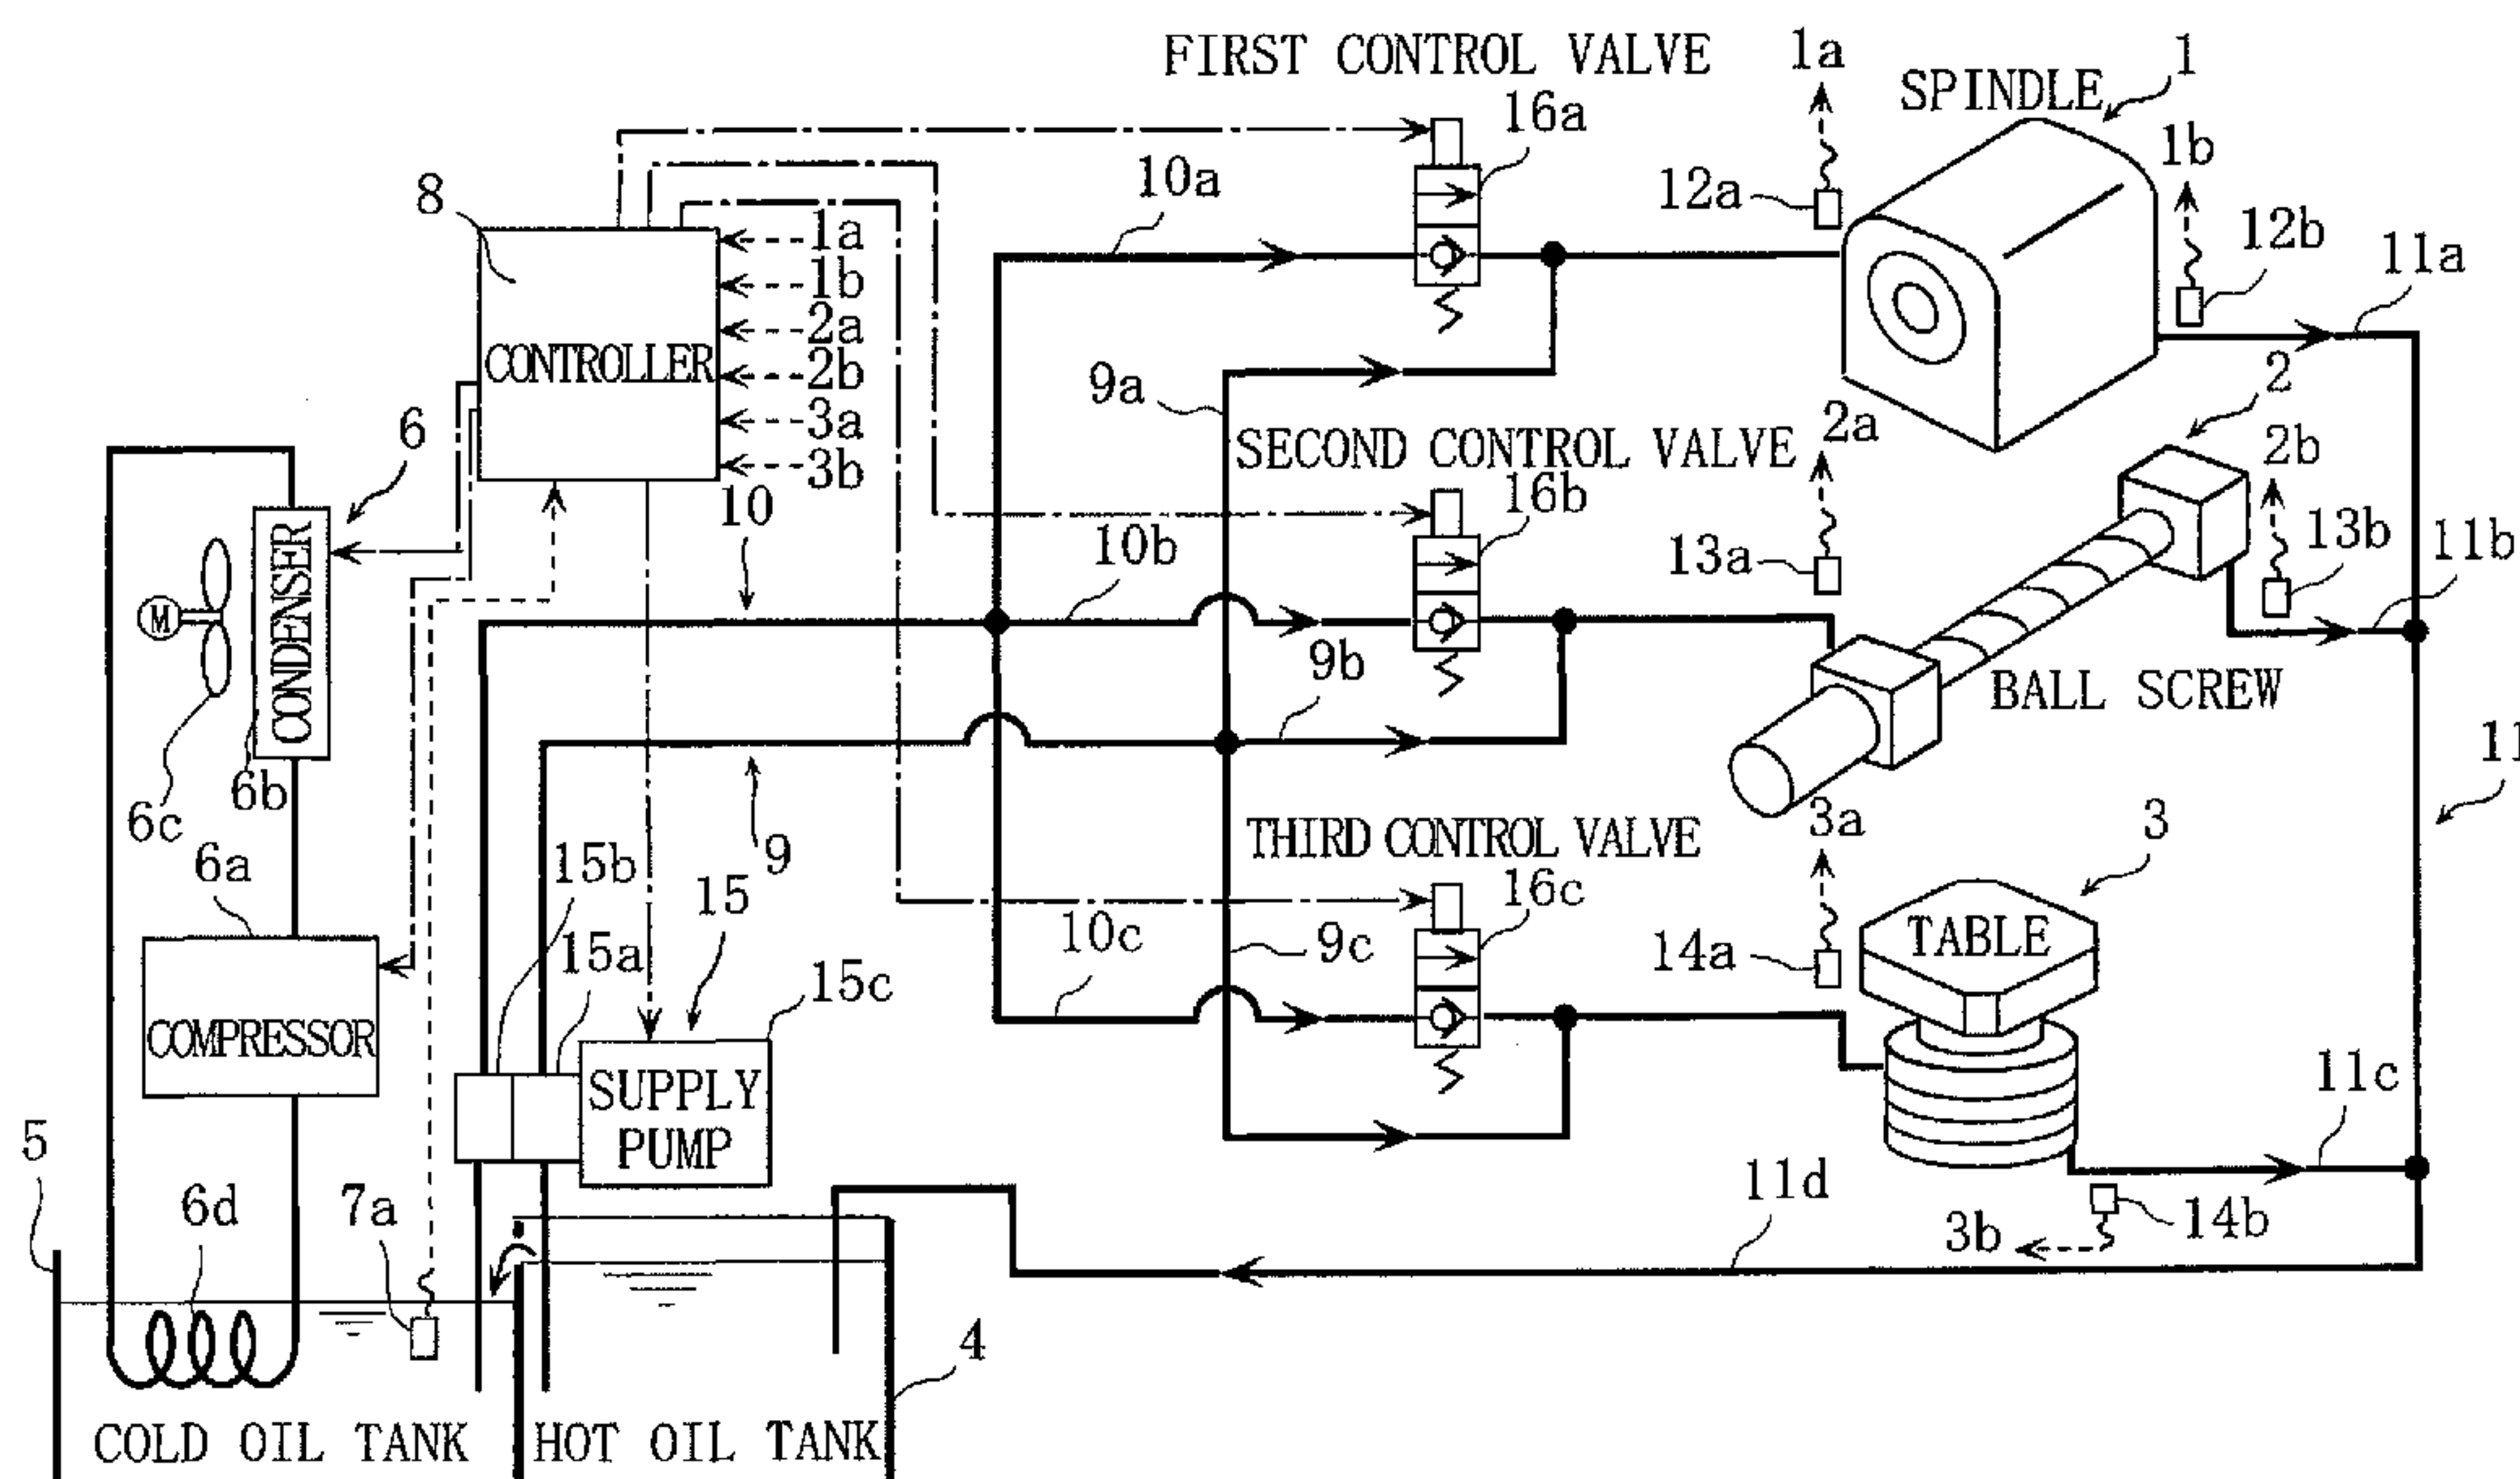 FIRST CONTROL VALVE
1a
SPINDLE
1
16a
1b
10a
12a
8
12b
11a
1a
1b
2a
2b
3a
3b
CONTROLLER
9a
2
6
SECOND CONTROL VALVE
2a
2b
10
16b
10b
13a
13b
11b
CONDENSER
M
9b
BALL SCREW
11
6b
6c
9
3a
3
THIRD CONTROL VALVE
6a
15b
15
16c
10c
9c
TABLE
15a
14a
15c
COMPRESSOR
SUPPLY
PUMP
11c
5
6d
7a
11d
14b
3b
4
COLD OIL TANK
HOT OIL TANK